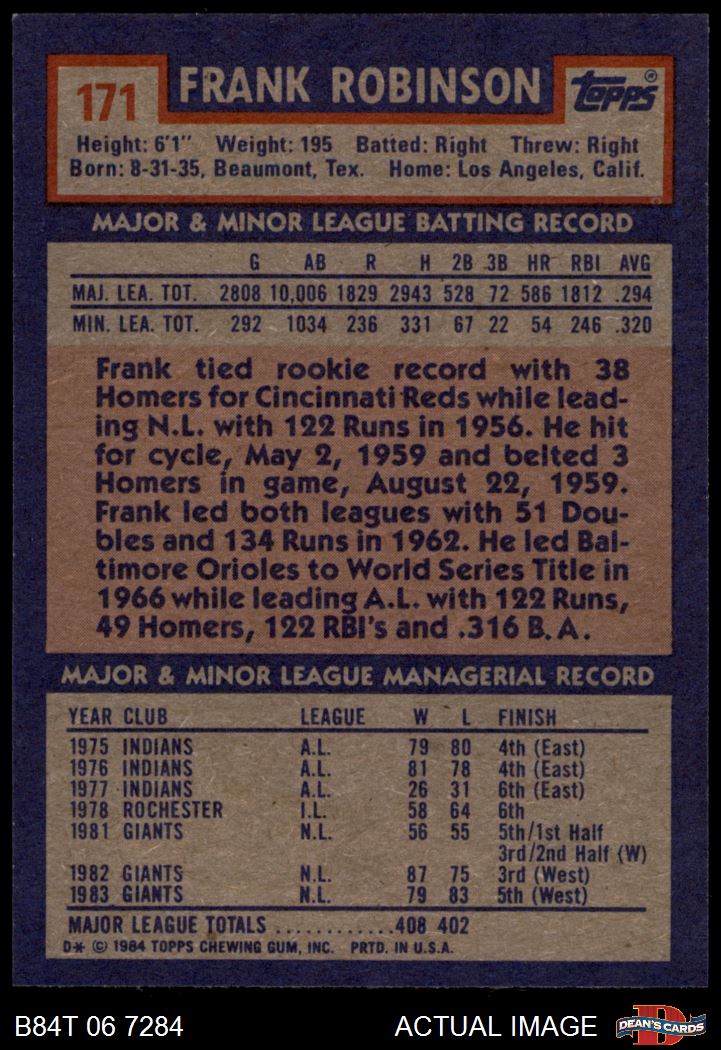 171
FRANK ROBINSON
Topps®
Height: 6'1" Weight: 195 Batted: Right Threw: Right
Born: 8-31-35, Beaumont, Tex. Home: Los Angeles, Calif.
MAJOR & MINOR LEAGUE BATTING RECORD
G AB R H 2B 3B HR RBI AVG
MAJ. LEA. TOT. 2808 10,006 1829 2943 528 72 586 1812 .294
MIN. LEA. TOT. 292 1034 236 331 67 22 54 246 .320
Frank tied rookie record with 38
Homers for Cincinnati Reds while lead-
ing N.L. with 122 Runs in 1956. He hit
for cycle, May 2, 1959 and belted 3
Homers in game, August 22, 1959.
Frank led both leagues with 51 Dou-
bles and 134 Runs in 1962. He led Bal-
timore Orioles to World Series Title in
1966 while leading A.L. with 122 Runs,
49 Homers, 122 RBI's and .316 B.A.
MAJOR & MINOR LEAGUE MANAGERIAL RECORD
YEAR CLUB LEAGUE W L FINISH
1975 INDIANS A.L. 79 80 4th (East)
1976 INDIANS A.L. 81 78 4th (East)
1977 INDIANS A.L. 26 31 6th (East)
1978 ROCHESTER I.L. 58 64 6th
1981 GIANTS N.L. 56 55 5th/1st Half
3rd/2nd Half (W)
1982 GIANTS N.L. 87 75 3rd (West)
1983 GIANTS N.L. 79 83 5th (West)
MAJOR LEAGUE TOTALS ............408 402
D* © 1984 TOPPS CHEWING GUM, INC. PRTD. IN U.S.A.
B84T 06 7284
ACTUAL IMAGE
D
DEAN'S CARDS